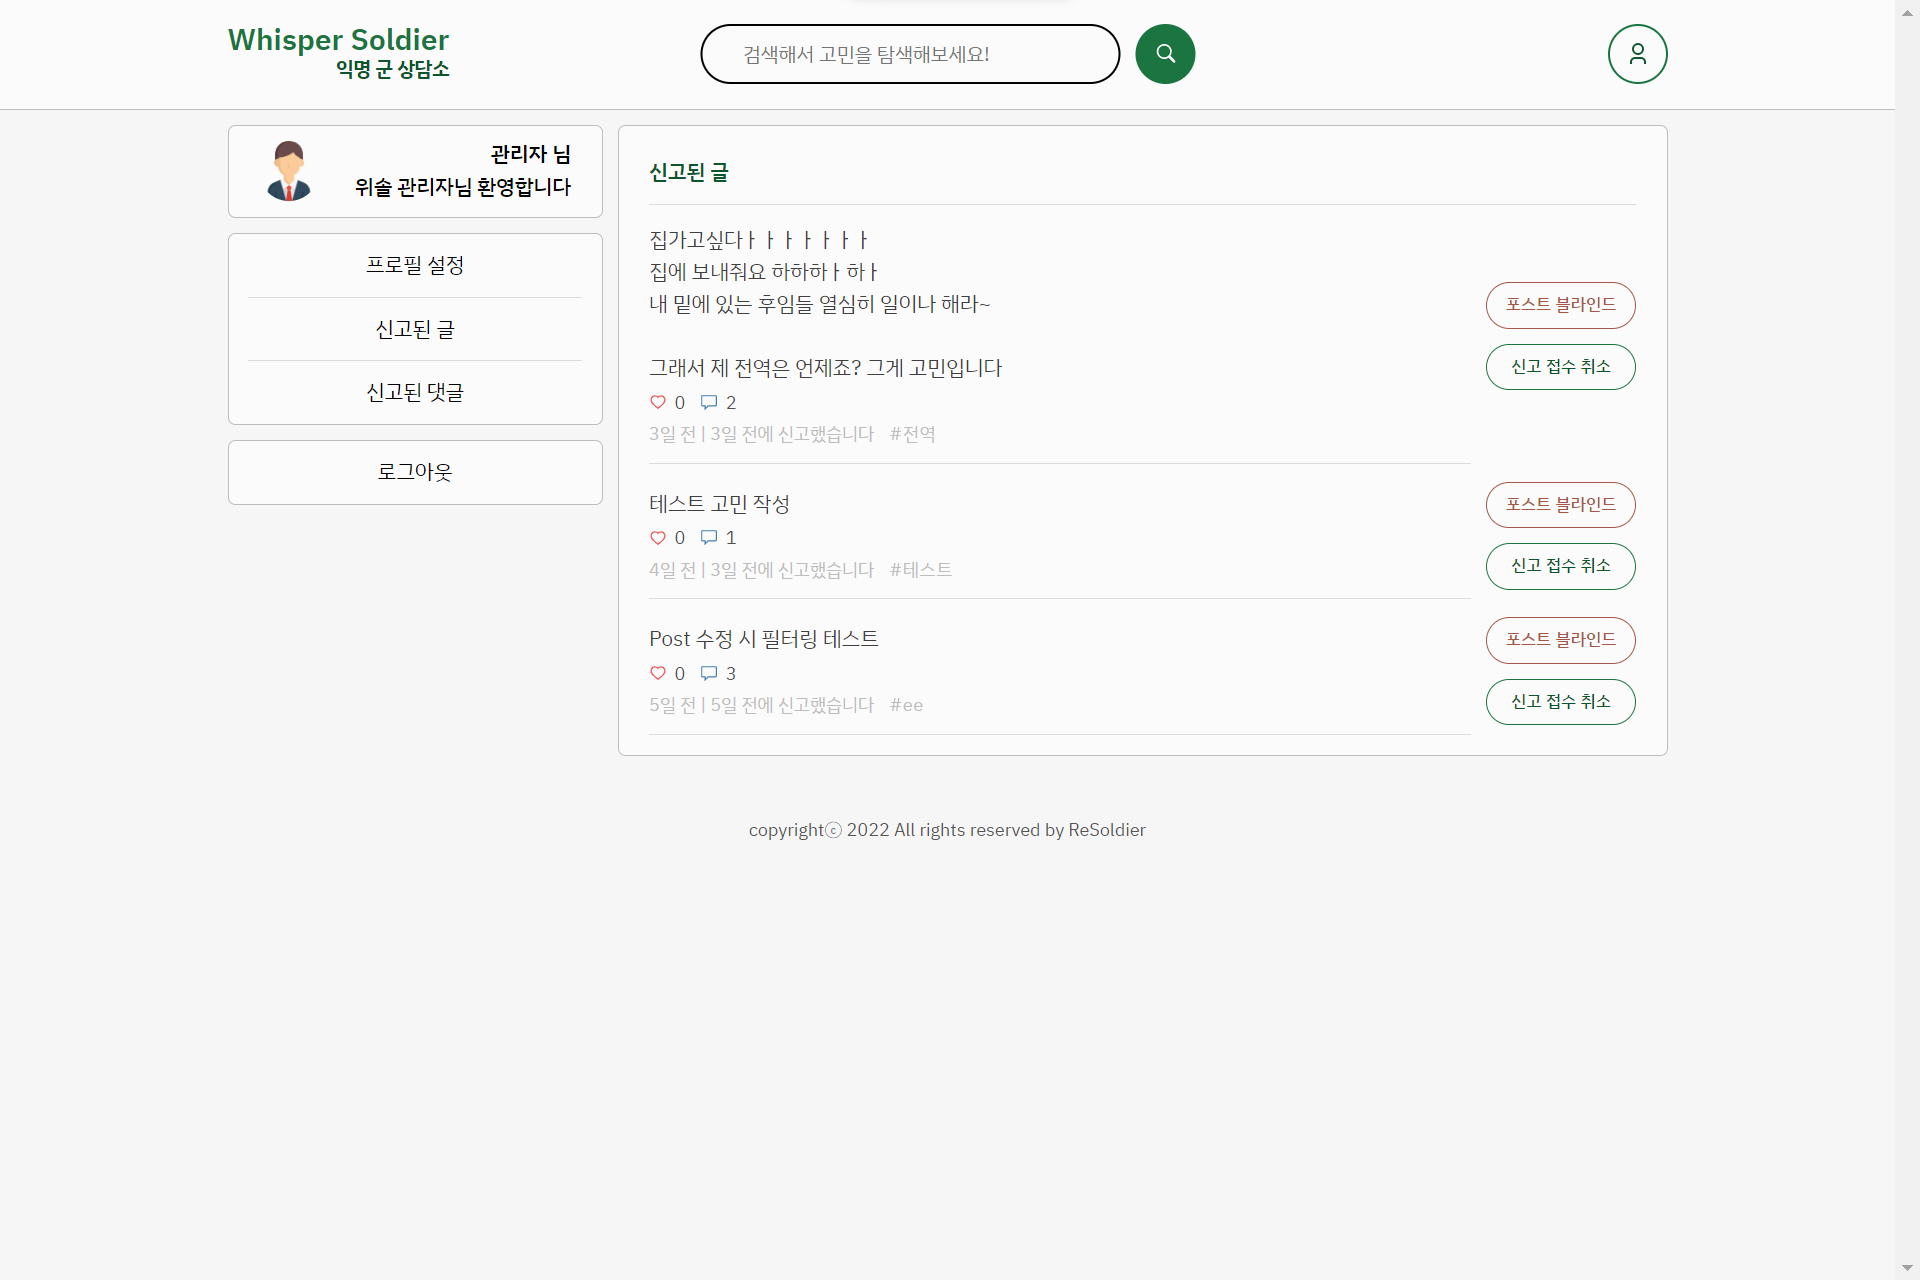 Whisper Soldier
익명 군 상담소
검색해서 고민을 탐색해보세요!
관리자 님
위솔 관리자님 환영합니다
프로필 설정
신고된 글
신고된 댓글
로그아웃
신고된 글
집가고싶다ㅏㅏㅏㅏㅏㅏㅏ
집에 보내줘요 하하하ㅏ하ㅏ
내 밑에 있는 후임들 열심히 일이나 해라~
그래서 제 전역은 언제죠? 그게 고민입니다
0 2
3일 전 | 3일 전에 신고했습니다 #전역
포스트 블라인드
신고 접수 취소
테스트 고민 작성
0 1
4일 전 | 3일 전에 신고했습니다 #테스트
포스트 블라인드
신고 접수 취소
Post 수정 시 필터링 테스트
0 3
5일 전 | 5일 전에 신고했습니다 #ee
포스트 블라인드
신고 접수 취소
copyrightⓒ 2022 All rights reserved by ReSoldier